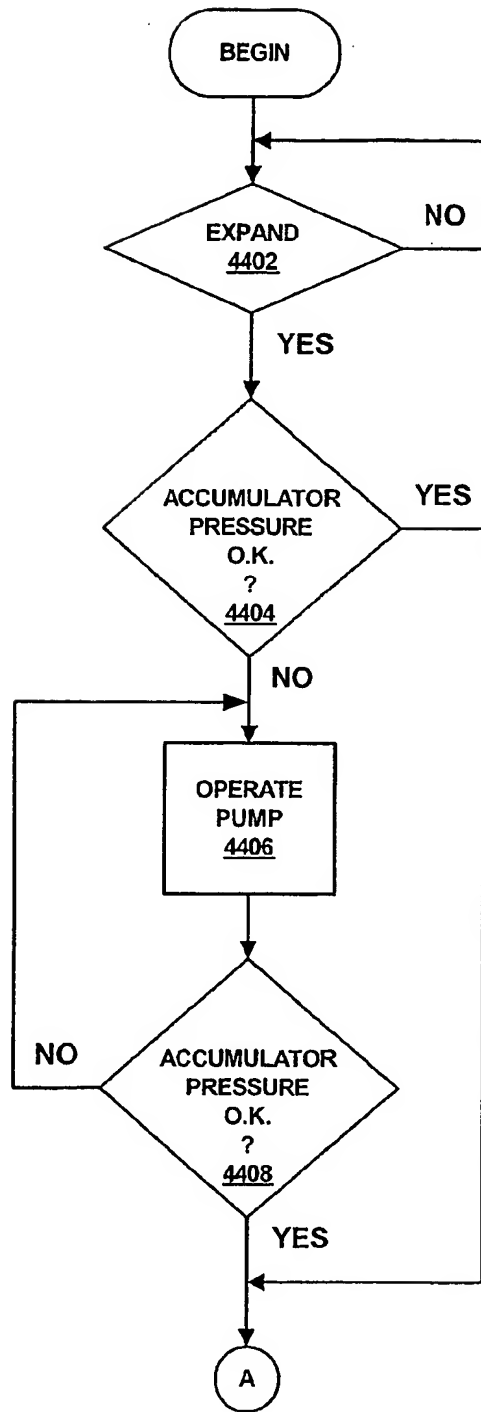 BEGIN
EXPAND
4402
NO
YES
ACCUMULATOR
PRESSURE
O.K.
?
4404
YES
NO
OPERATE
PUMP
4406
ACCUMULATOR
PRESSURE
O.K.
?
4408
NO
YES
A